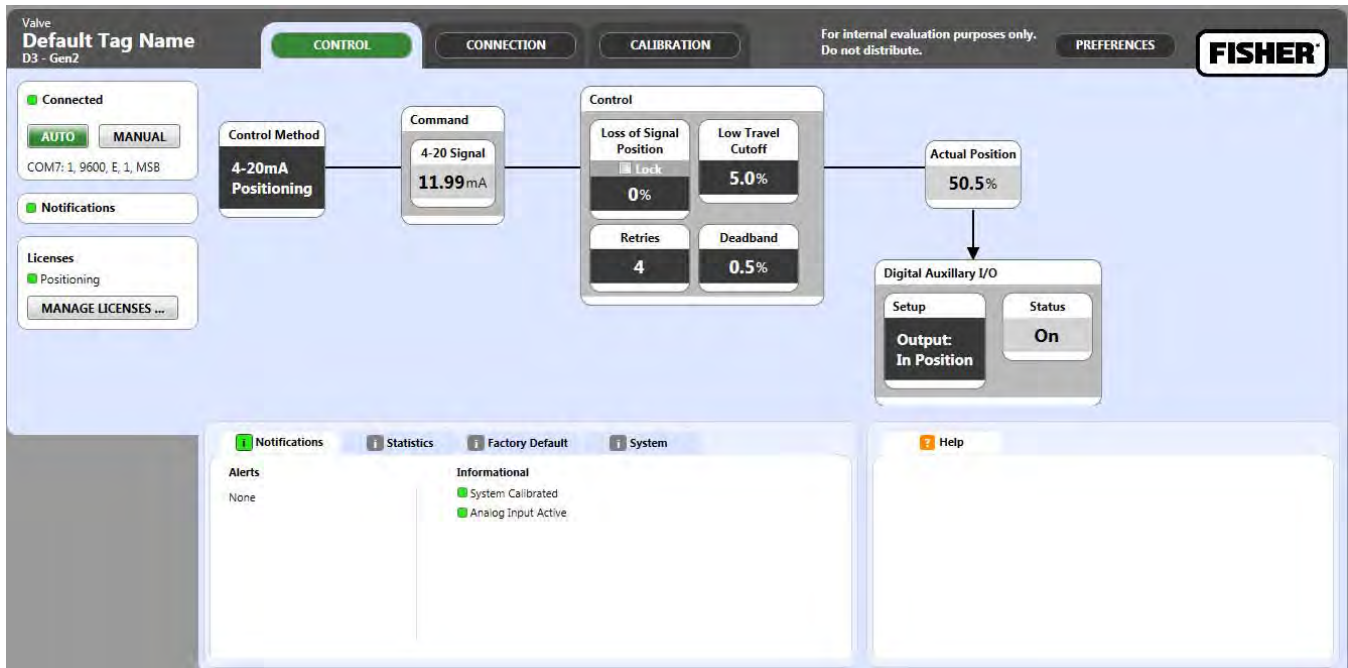 Valve
Default Tag Name
D3 - Gen2
CONTROL
CONNECTION
CALIBRATION
For internal evaluation purposes only.
Do not distribute.
PREFERENCES
FISHER
Connected
AUTO
MANUAL
COM7: 1, 9600, E, 1, MSB
Notifications
Licenses
Positioning
MANAGE LICENSES ...
Control Method
4-20mA
Positioning
Command
4-20 Signal
11.99mA
Control
Loss of Signal
Position
Lock
0%
Low Travel
Cutoff
5.0%
Retries
4
Deadband
0.5%
Actual Position
50.5%
Digital Auxillary I/O
Setup
Output:
In Position
Status
On
Notifications
Statistics
Factory Default
System
Alerts
None
Informational
System Calibrated
Analog Input Active
? Help